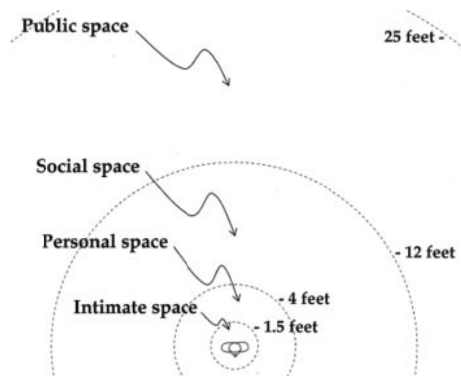 Public space
25 feet -
Social space
Personal space
- 12 feet
Intimate space
- 4 feet
- 1.5 feet